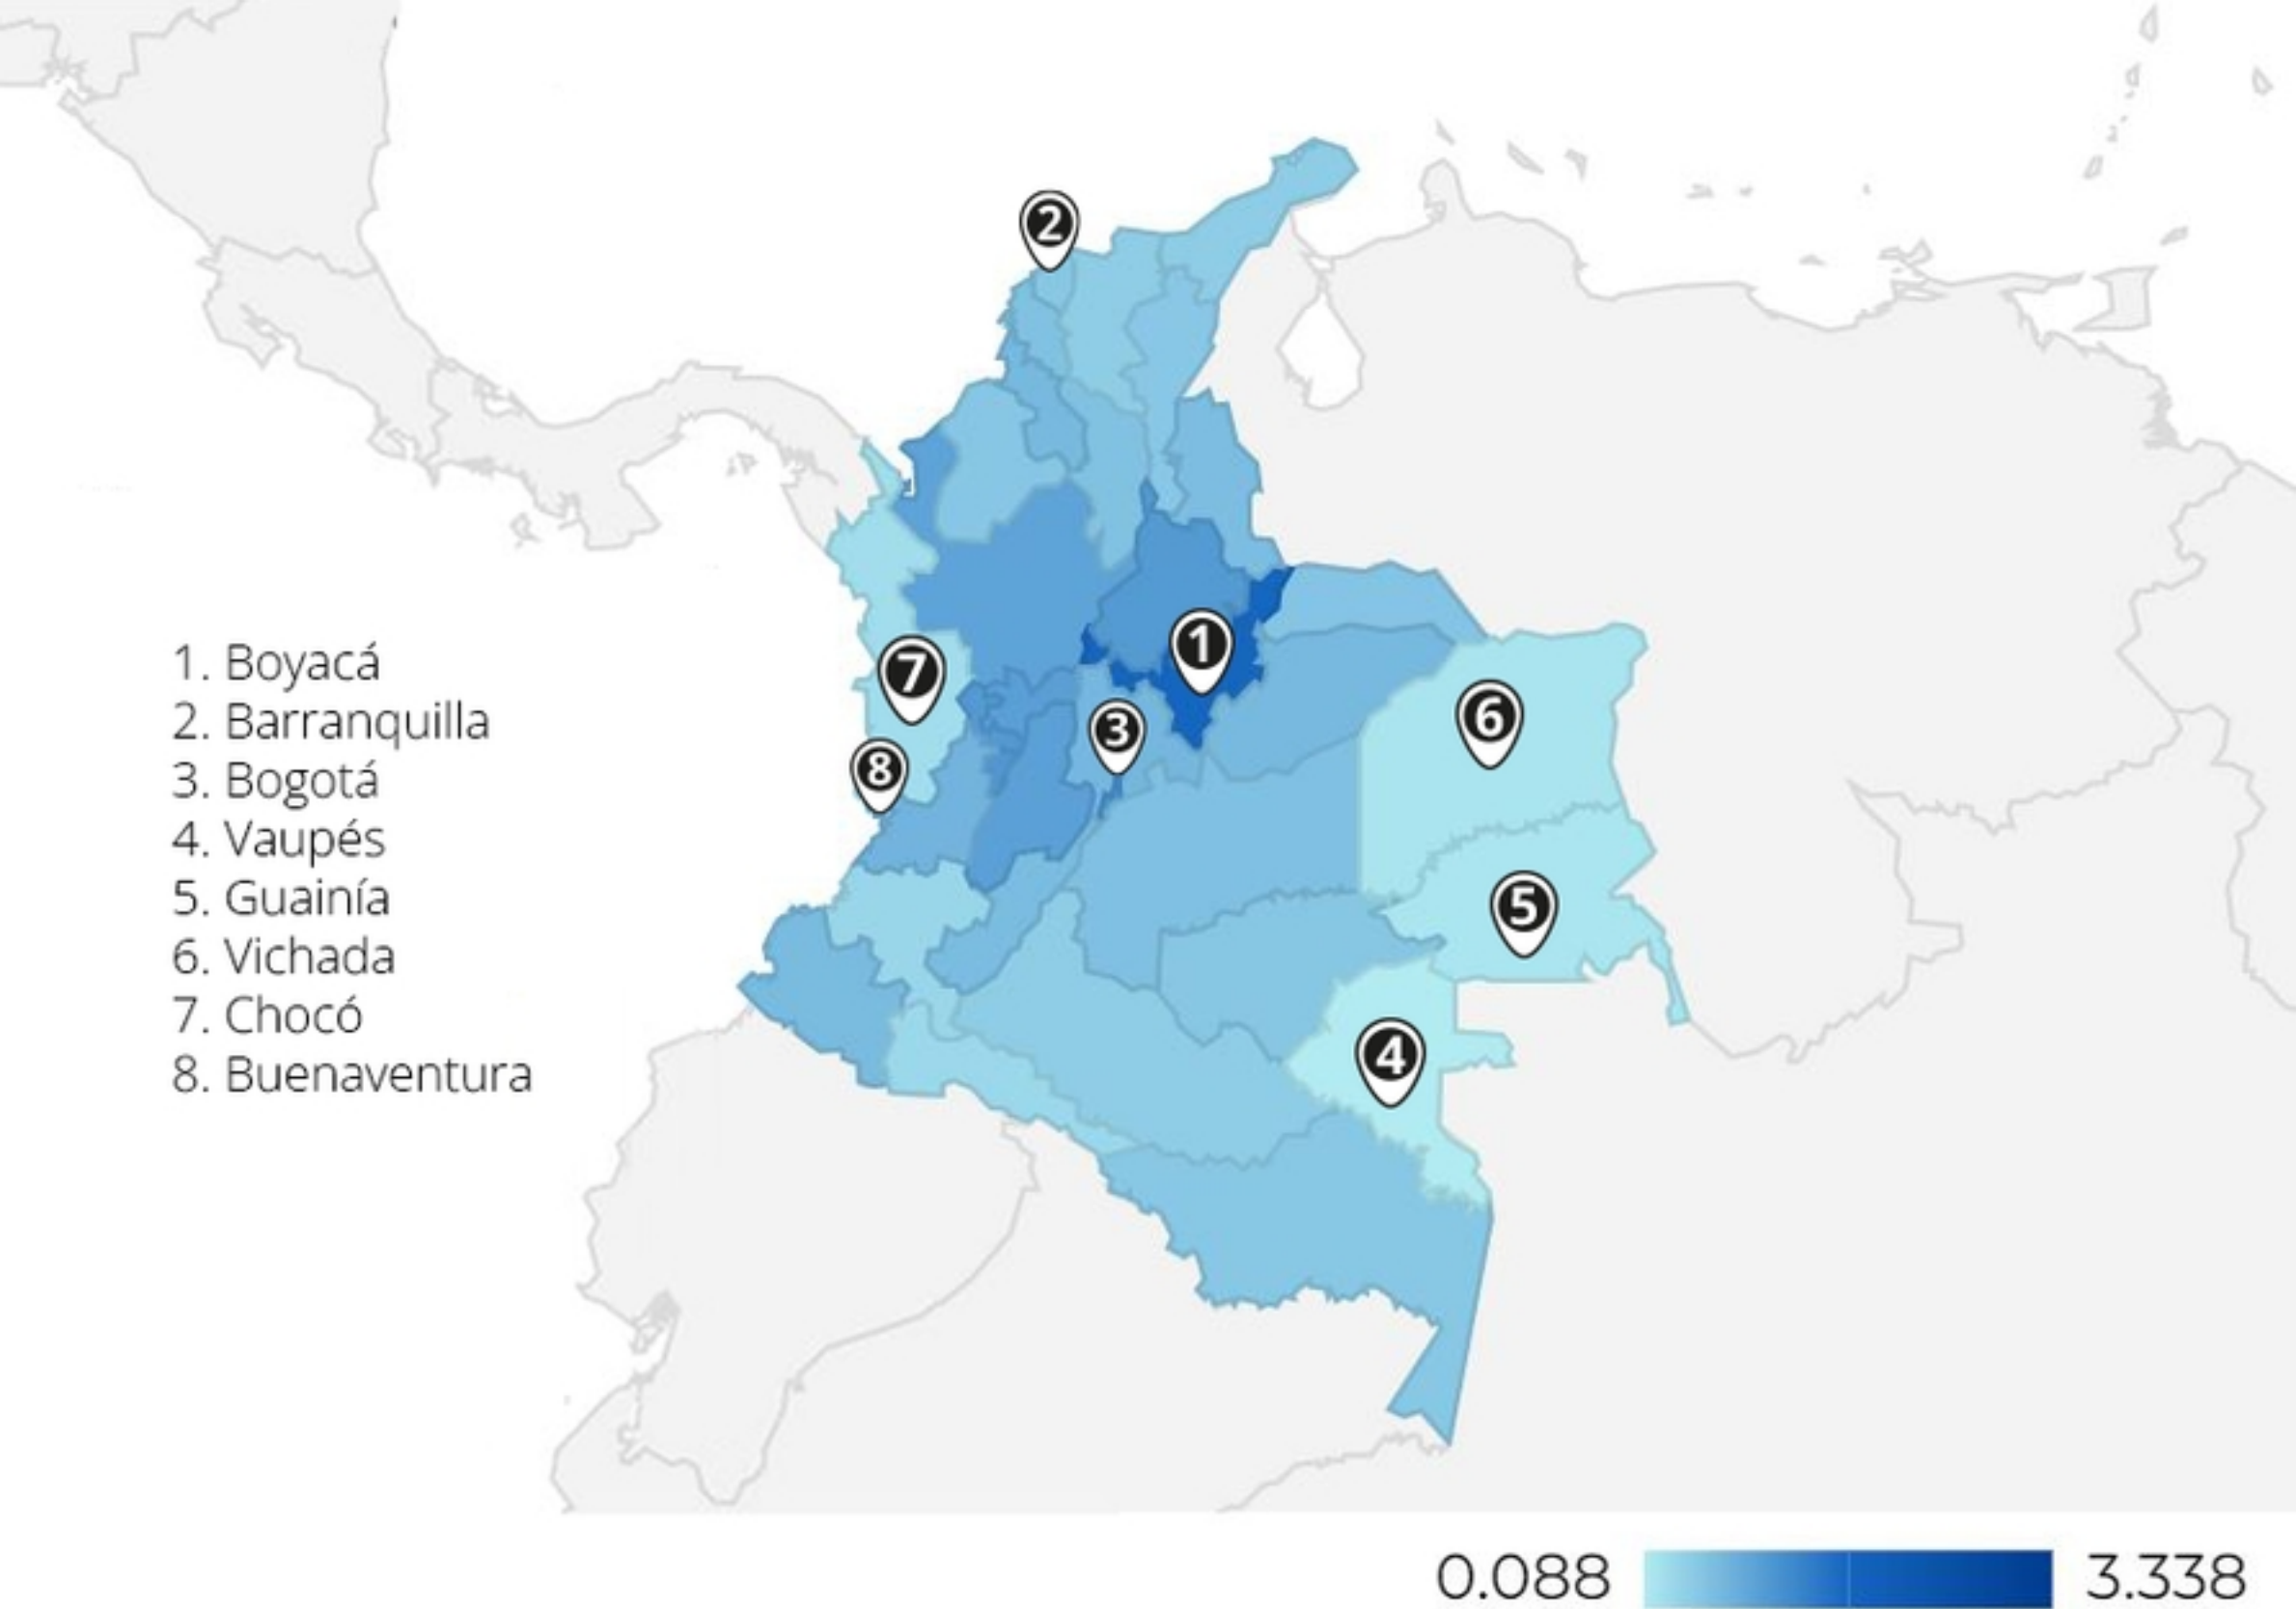 2
1
7
3
6
8
5
4
1. Boyacá
2. Barranquilla
3. Bogotá
4. Vaupés
5. Guainía
6. Vichada
7. Chocó
8. Buenaventura
0.088 3.338